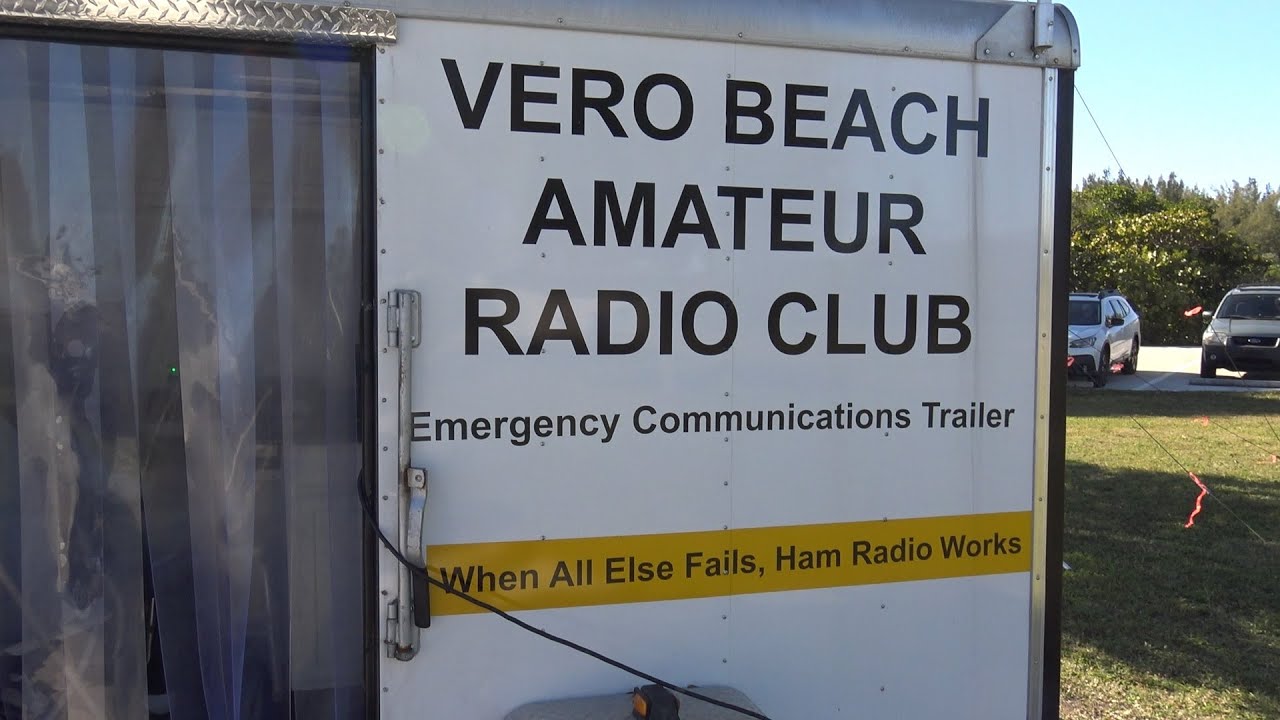 VERO BEACH
AMATEUR
RADIO CLUB
Emergency Communications Trailer
When All Else Fails, Ham Radio Works